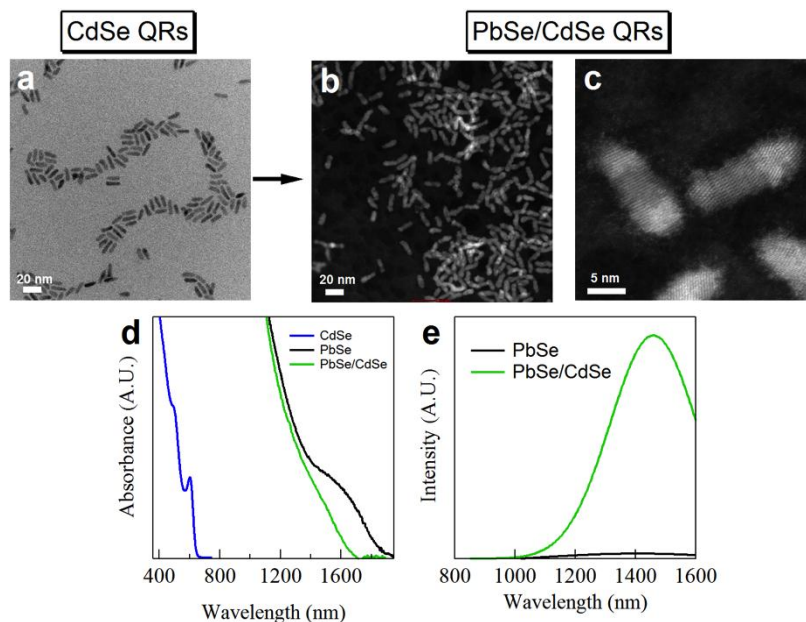 CdSe QRs
PbSe/CdSe QRs
a
20 nm
b
20 nm
c
5 nm
d
CdSe
PbSe
PbSe/CdSe
Absorbance (A.U.)
400 800 1200 1600
Wavelength (nm)
e
PbSe
PbSe/CdSe
Intensity (A.U.)
800 1000 1200 1400 1600
Wavelength (nm)